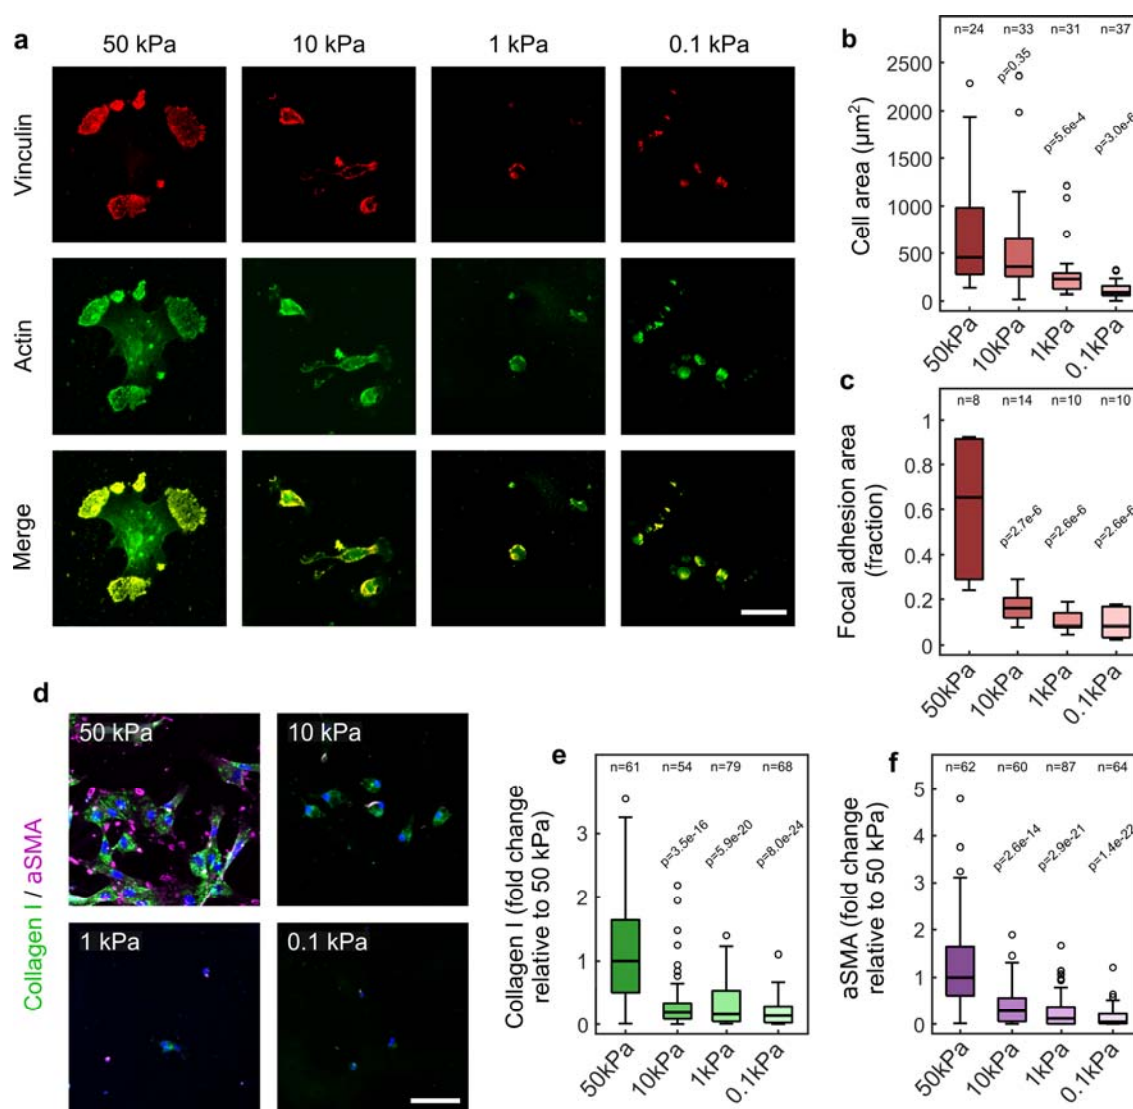 a
50 kPa 10 kPa 1 kPa 0.1 kPa
Vinculin
Actin
Merge
b
n=24 n=33 n=31 n=37
p=0.35
p=5.6e-4
p=3.0e-6
Cell area (µm²)
2500
2000
1500
1000
500
0
50kPa 10kPa 1kPa 0.1kPa
c
n=8 n=14 n=10 n=10
p=2.7e-6 p=2.6e-6 p=2.6e-6
Focal adhesion area
(fraction)
1
0.8
0.6
0.4
0.2
0
50kPa 10kPa 1kPa 0.1kPa
d
Collagen I / aSMA
50 kPa 10 kPa
1 kPa 0.1 kPa
e
n=61 n=54 n=79 n=68
p=3.5e-16 p=5.9e-20 p=8.0e-24
Collagen I (fold change
relative to 50 kPa)
3
2
1
0
50kPa 10kPa 1kPa 0.1kPa
f
n=62 n=60 n=87 n=64
p=2.6e-14 p=2.9e-21 p=1.4e-22
aSMA (fold change
relative to 50 kPa)
5
4
3
2
1
0
50kPa 10kPa 1kPa 0.1kPa